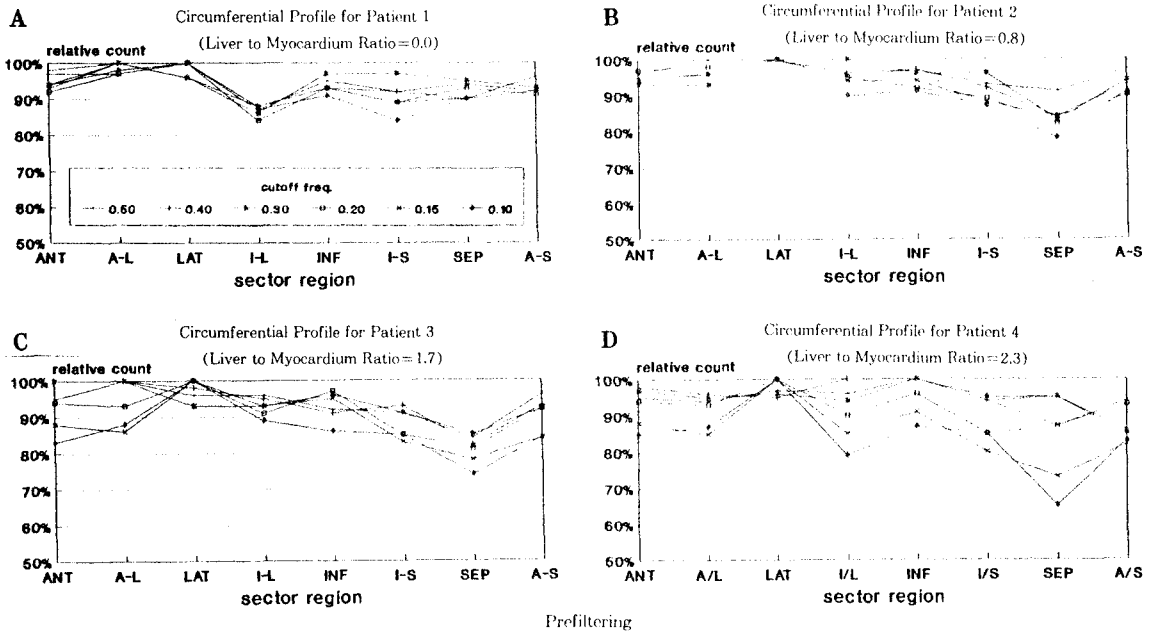 A
Circumferential Profile for Patient 1
(Liver to Myocardium Ratio=0.0)
relative count
100%
90%
80%
70%
60%
50%
cutoff freq.
0.50 0.40 0.30 0.20 0.15 0.10
ANT A-L LAT I-L INF I-S SEP A-S
sector region
B
Circumferential Profile for Patient 2
(Liver to Myocardium Ratio=0.8)
relative count
100%
90%
80%
70%
60%
50%
ANT A-L LAT I-L INF I-S SEP A-S
sector region
C
Circumferential Profile for Patient 3
(Liver to Myocardium Ratio=1.7)
relative count
100%
90%
80%
70%
60%
50%
ANT A-L LAT I-L INF I-S SEP A-S
sector region
D
Circumferential Profile for Patient 4
(Liver to Myocardium Ratio=2.3)
relative count
100%
90%
80%
70%
60%
50%
ANT A/L LAT I/L INF I/S SEP A/S
sector region
Prefiltering